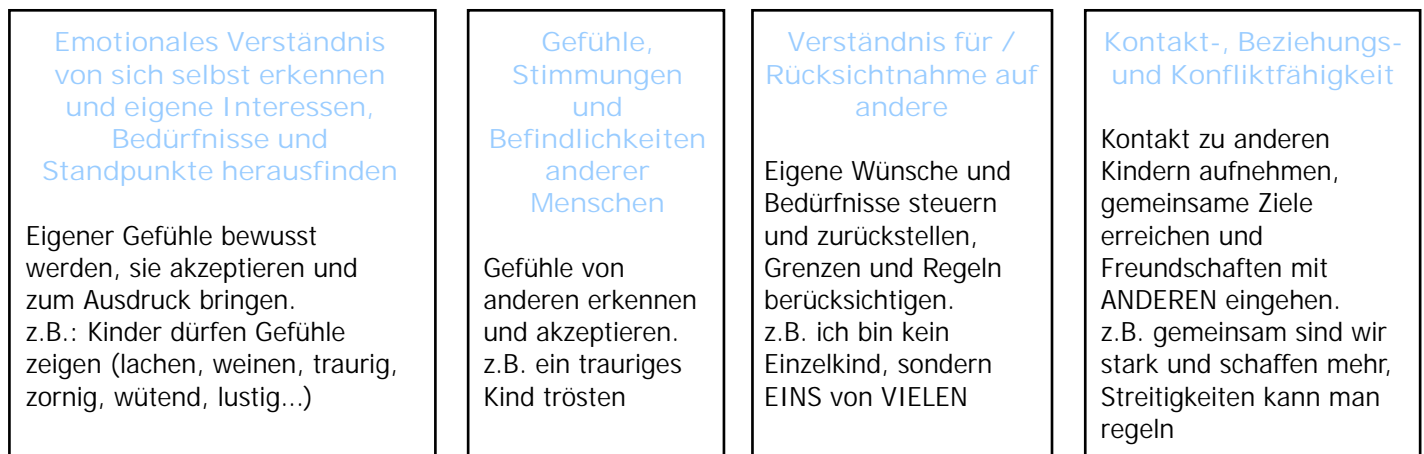 Emotionales Verständnis
von sich selbst erkennen
und eigene Interessen,
Bedürfnisse und
Standpunkte herausfinden
Eigener Gefühle bewusst
werden, sie akzeptieren und
zum Ausdruck bringen.
z.B.: Kinder dürfen Gefühle
zeigen (lachen, weinen, traurig,
zornig, wütend, lustig...)
Gefühle,
Stimmungen
und
Befindlichkeiten
anderer
Menschen
Gefühle von
anderen erkennen
und akzeptieren.
z.B. ein trauriges
Kind trösten
Verständnis für /
Rücksichtnahme auf
andere
Eigene Wünsche und
Bedürfnisse steuern
und zurückstellen,
Grenzen und Regeln
berücksichtigen.
z.B. ich bin kein
Einzelkind, sondern
EINS von VIELEN
Kontakt-, Beziehungs-
und Konfliktfähigkeit
Kontakt zu anderen
Kindern aufnehmen,
gemeinsame Ziele
erreichen und
Freundschaften mit
ANDEREN eingehen.
z.B. gemeinsam sind wir
stark und schaffen mehr,
Streitigkeiten kann man
regeln